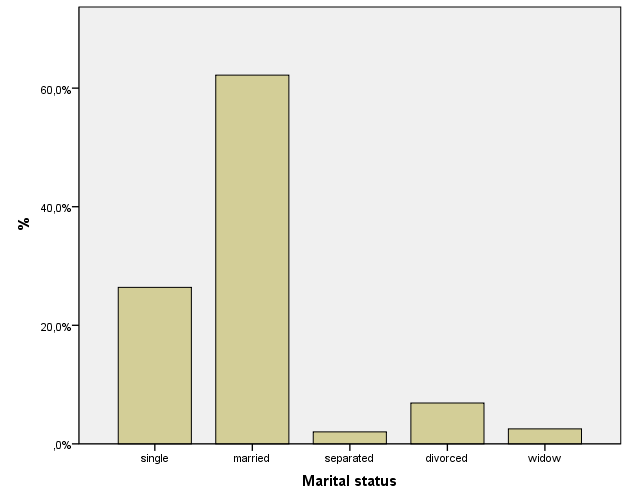 %
60,0%
40,0%
20,0%
,0%
single married separated divorced widow
Marital status